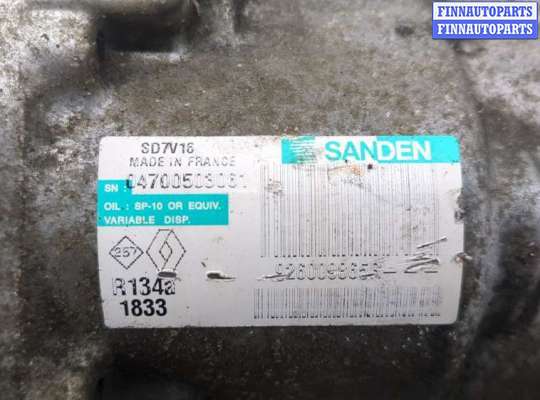 FINNAUTOPARTS
FINNAUTOPARTS
SD7V16
MADE IN FRANCE
SANDEN
SN :
OIL : SP-10 OR EQUIV.
VARIABLE DISP.
R134a
1833